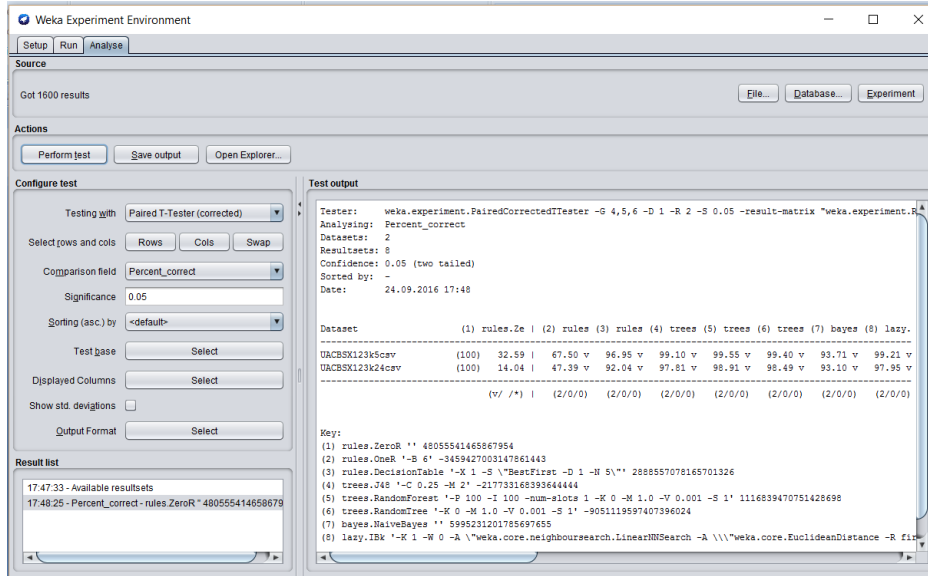 Weka Experiment Environment
Setup Run Analyse
Source
Got 1600 results
File... Database... Experiment
Actions
Perform test Save output Open Explorer...
Configure test
Testing with Paired T-Tester (corrected)
Select rows and cols Rows Cols Swap
Comparison field Percent_correct
Significance 0.05
Sorting (asc.) by <default>
Test base Select
Displayed Columns Select
Show std. deviations
Output Format Select
Result list
17:47:33 - Available resultsets
17:48:25 - Percent_correct - rules.ZeroR '' 480555414658679
Test output
Tester: weka.experiment.PairedCorrectedTTester -G 4,5,6 -D 1 -R 2 -S 0.05 -result-matrix "weka.experiment.R
Analysing: Percent_correct
Datasets: 2
Resultsets: 8
Confidence: 0.05 (two tailed)
Sorted by: -
Date: 24.09.2016 17:48
Dataset (1) rules.Ze | (2) rules (3) rules (4) trees (5) trees (6) trees (7) bayes (8) lazy.
UACBSX123k5csv (100) 32.59 | 67.50 v 96.95 v 99.10 v 99.55 v 99.40 v 93.71 v 99.21 v
UACBSX123k24csv (100) 14.04 | 47.39 v 92.04 v 97.81 v 98.91 v 98.49 v 93.10 v 97.95 v
(v/ /*) | (2/0/0) (2/0/0) (2/0/0) (2/0/0) (2/0/0) (2/0/0) (2/0/0)
Key:
(1) rules.ZeroR '' 48055541465867954
(2) rules.OneR '-B 6' -3459427003147861443
(3) rules.DecisionTable '-X 1 -S \"BestFirst -D 1 -N 5\"' 2888557078165701326
(4) trees.J48 '-C 0.25 -M 2' -217733168393644444
(5) trees.RandomForest '-P 100 -I 100 -num-slots 1 -K 0 -M 1.0 -V 0.001 -S 1' 1116839470751428698
(6) trees.RandomTree '-K 0 -M 1.0 -V 0.001 -S 1' -9051119597407396024
(7) bayes.NaiveBayes '' 5995231201785697655
(8) lazy.IBk '-K 1 -W 0 -A \"weka.core.neighboursearch.LinearNNSearch -A \\\"weka.core.EuclideanDistance -R fir